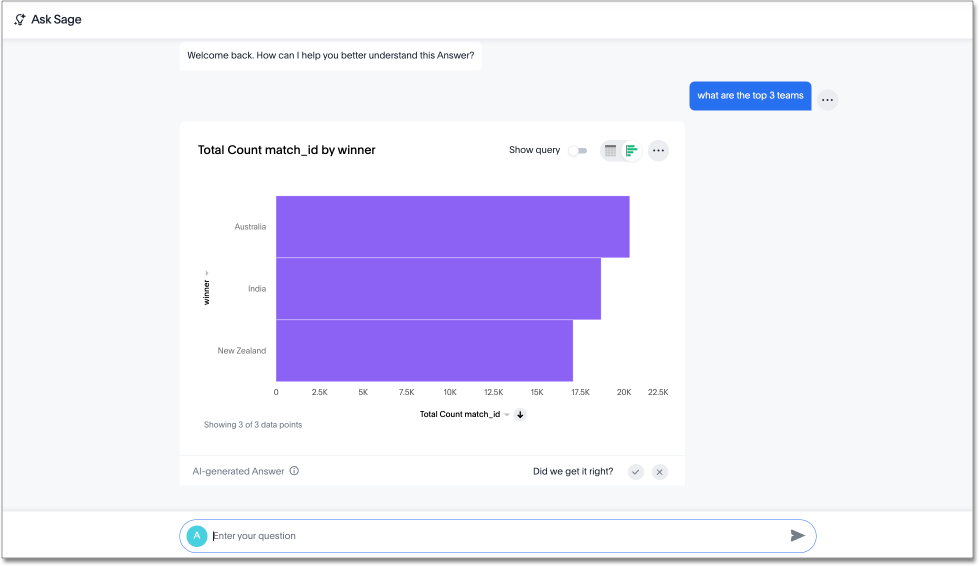 Ask Sage
Welcome back. How can I help you better understand this Answer?
what are the top 3 teams
Total Count match_id by winner
Show query
winner
Australia
India
New Zealand
0 2.5K 5K 7.5K 10K 12.5K 15K 17.5K 20K 22.5K
Total Count match_id
Showing 3 of 3 data points
AI-generated Answer
Did we get it right?
A
Enter your question